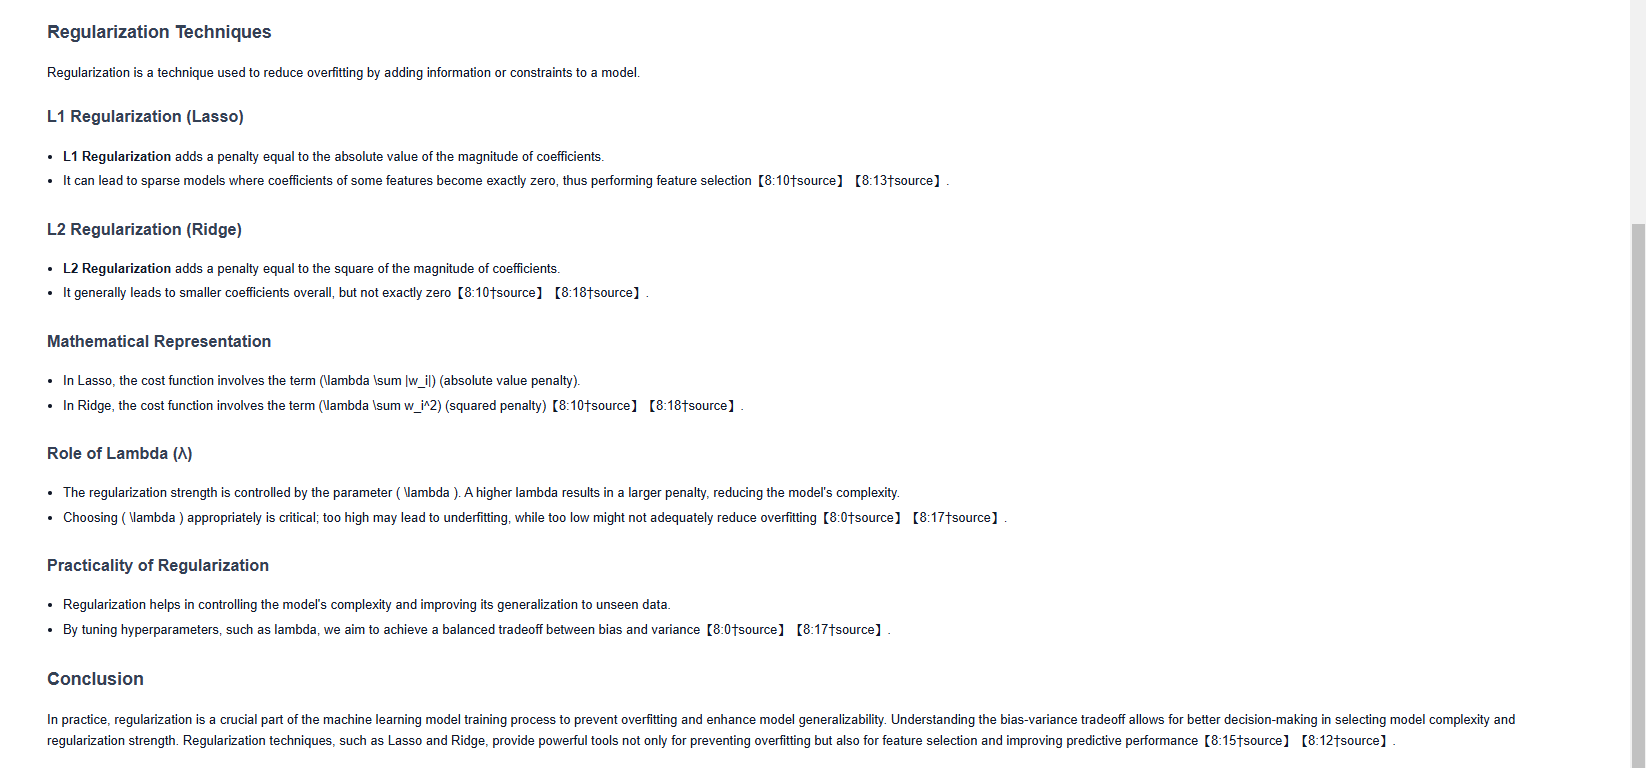 Regularization Techniques
Regularization is a technique used to reduce overfitting by adding information or constraints to a model.
L1 Regularization (Lasso)
• L1 Regularization adds a penalty equal to the absolute value of the magnitude of coefficients.
• It can lead to sparse models where coefficients of some features become exactly zero, thus performing feature selection【8:10†source】【8:13†source】.
L2 Regularization (Ridge)
• L2 Regularization adds a penalty equal to the square of the magnitude of coefficients.
• It generally leads to smaller coefficients overall, but not exactly zero【8:10†source】【8:18†source】.
Mathematical Representation
• In Lasso, the cost function involves the term (\lambda \sum |w_i|) (absolute value penalty).
• In Ridge, the cost function involves the term (\lambda \sum w_i^2) (squared penalty)【8:10†source】【8:18†source】.
Role of Lambda (λ)
• The regularization strength is controlled by the parameter ( \lambda ). A higher lambda results in a larger penalty, reducing the model's complexity.
• Choosing ( \lambda ) appropriately is critical; too high may lead to underfitting, while too low might not adequately reduce overfitting【8:0†source】【8:17†source】.
Practicality of Regularization
• Regularization helps in controlling the model's complexity and improving its generalization to unseen data.
• By tuning hyperparameters, such as lambda, we aim to achieve a balanced tradeoff between bias and variance【8:0†source】【8:17†source】.
Conclusion
In practice, regularization is a crucial part of the machine learning model training process to prevent overfitting and enhance model generalizability. Understanding the bias-variance tradeoff allows for better decision-making in selecting model complexity and
regularization strength. Regularization techniques, such as Lasso and Ridge, provide powerful tools not only for preventing overfitting but also for feature selection and improving predictive performance【8:15†source】【8:12†source】.